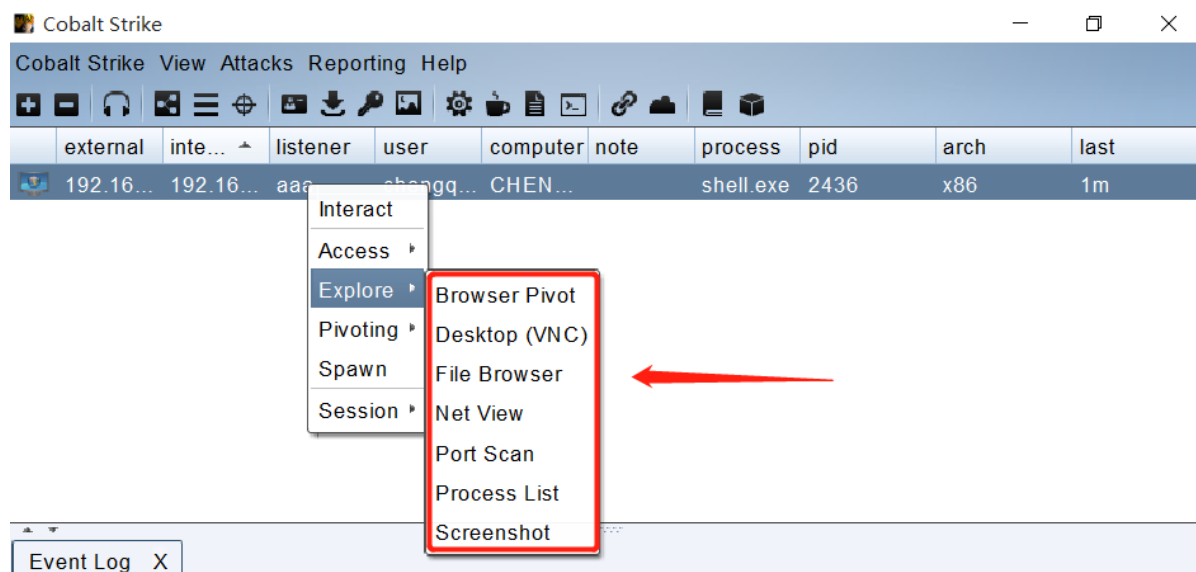 Cobalt Strike
Cobalt Strike View Attacks Reporting Help
external inte... listener user computer note process pid arch last
192.16... 192.16... aaa CHEN... shell.exe 2436 x86 1m
Interact
Access
Explore
Pivoting
Spawn
Session
Browser Pivot
Desktop (VNC)
File Browser
Net View
Port Scan
Process List
Screenshot
Event Log X